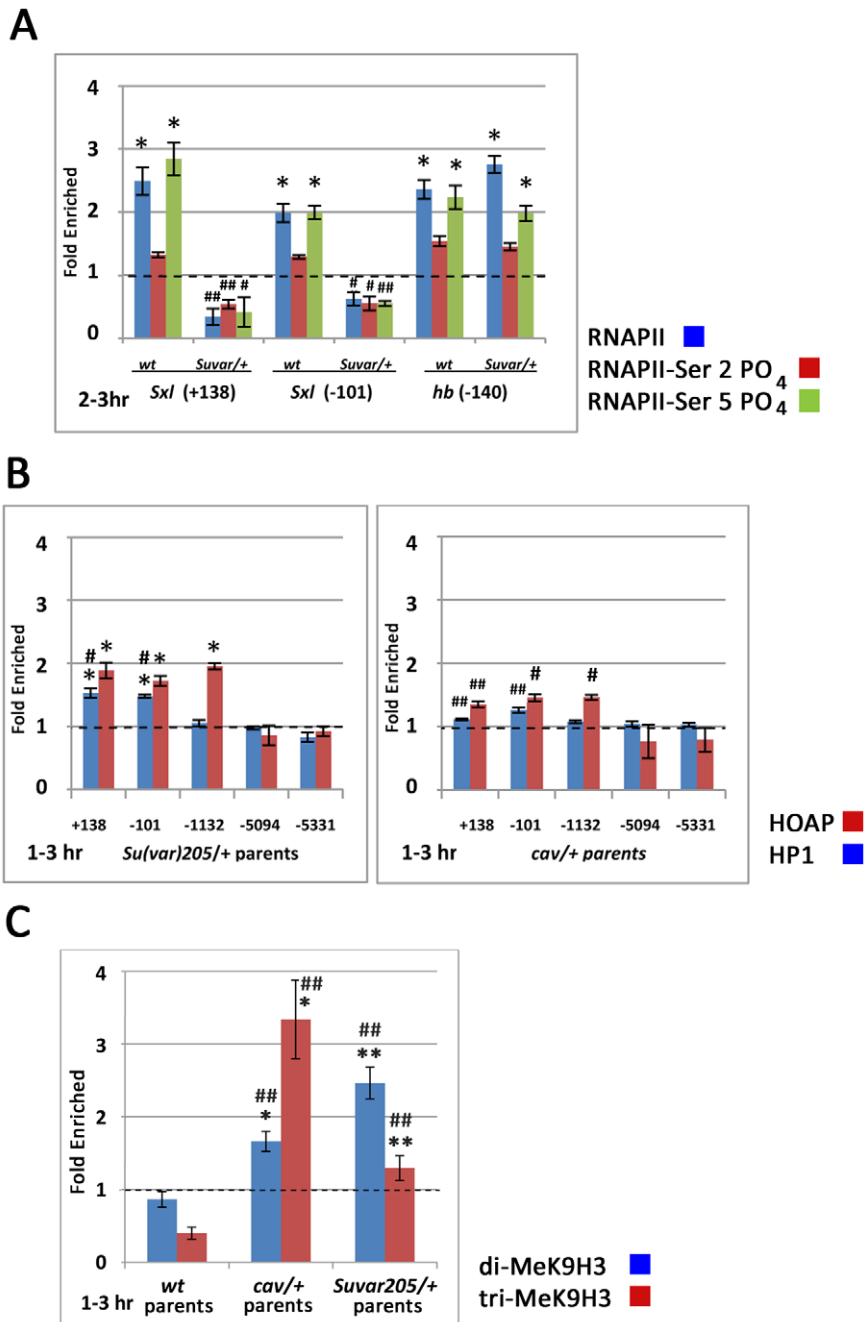 A
4
3
2
1
0
Fold Enriched
* * * * * * * *
## ## # # # ##
wt Suvar/+ wt Suvar/+ wt Suvar/+
2-3hr Sxl (+138) Sxl (-101) hb (-140)
RNAPII
RNAPII-Ser 2 PO4
RNAPII-Ser 5 PO4
B
4
3
2
1
0
Fold Enriched
# * * # * * *
+138 -101 -1132 -5094 -5331
1-3 hr Su(var)205/+ parents
4
3
2
1
0
Fold Enriched
## ## ## # #
+138 -101 -1132 -5094 -5331
1-3 hr cav/+ parents
HOAP
HP1
C
4
3
2
1
0
Fold Enriched
## * ## * ## ** ## **
wt cav/+ Suvar205/+
1-3 hr parents parents parents
di-MeK9H3
tri-MeK9H3